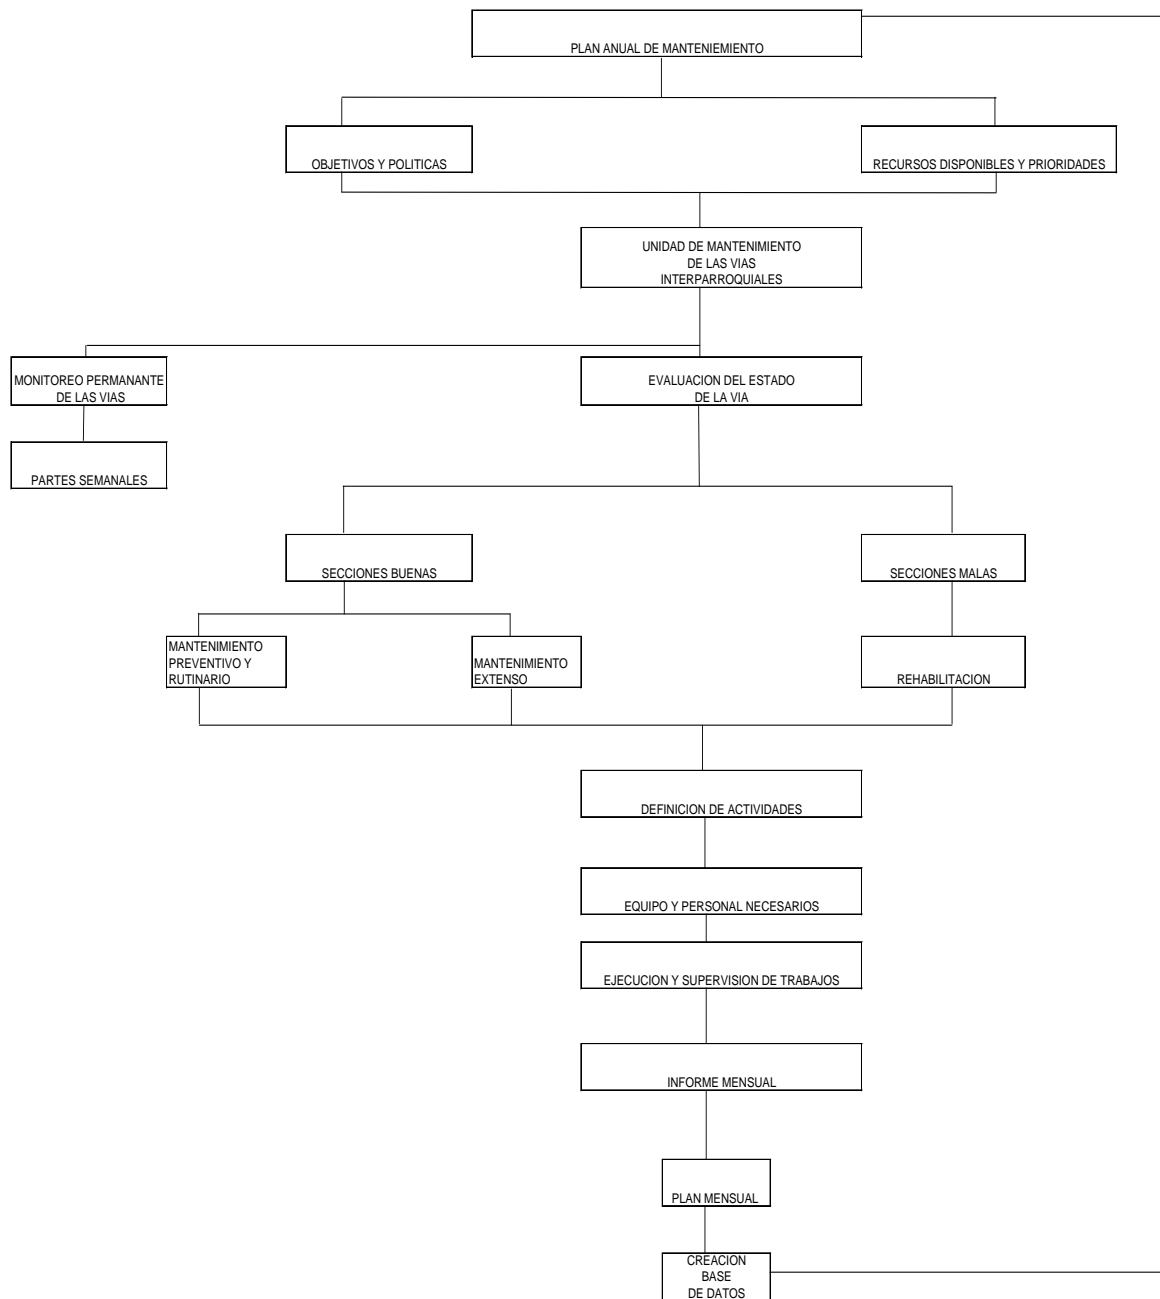 PLAN ANUAL DE MANTENIEMIENTO
OBJETIVOS Y POLITICAS
RECURSOS DISPONIBLES Y PRIORIDADES
UNIDAD DE MANTENIMIENTO
DE LAS VIAS
INTERPARROQUIALES
MONITOREO PERMANANTE
DE LAS VIAS
EVALUACION DEL ESTADO
DE LA VIA
PARTES SEMANALES
SECCIONES BUENAS
SECCIONES MALAS
MANTENIMIENTO
PREVENTIVO Y
RUTINARIO
MANTENIMIENTO
EXTENSO
REHABILITACION
DEFINICION DE ACTIVIDADES
EQUIPO Y PERSONAL NECESARIOS
EJECUCION Y SUPERVISION DE TRABAJOS
INFORME MENSUAL
PLAN MENSUAL
CREACION
BASE
DE DATOS